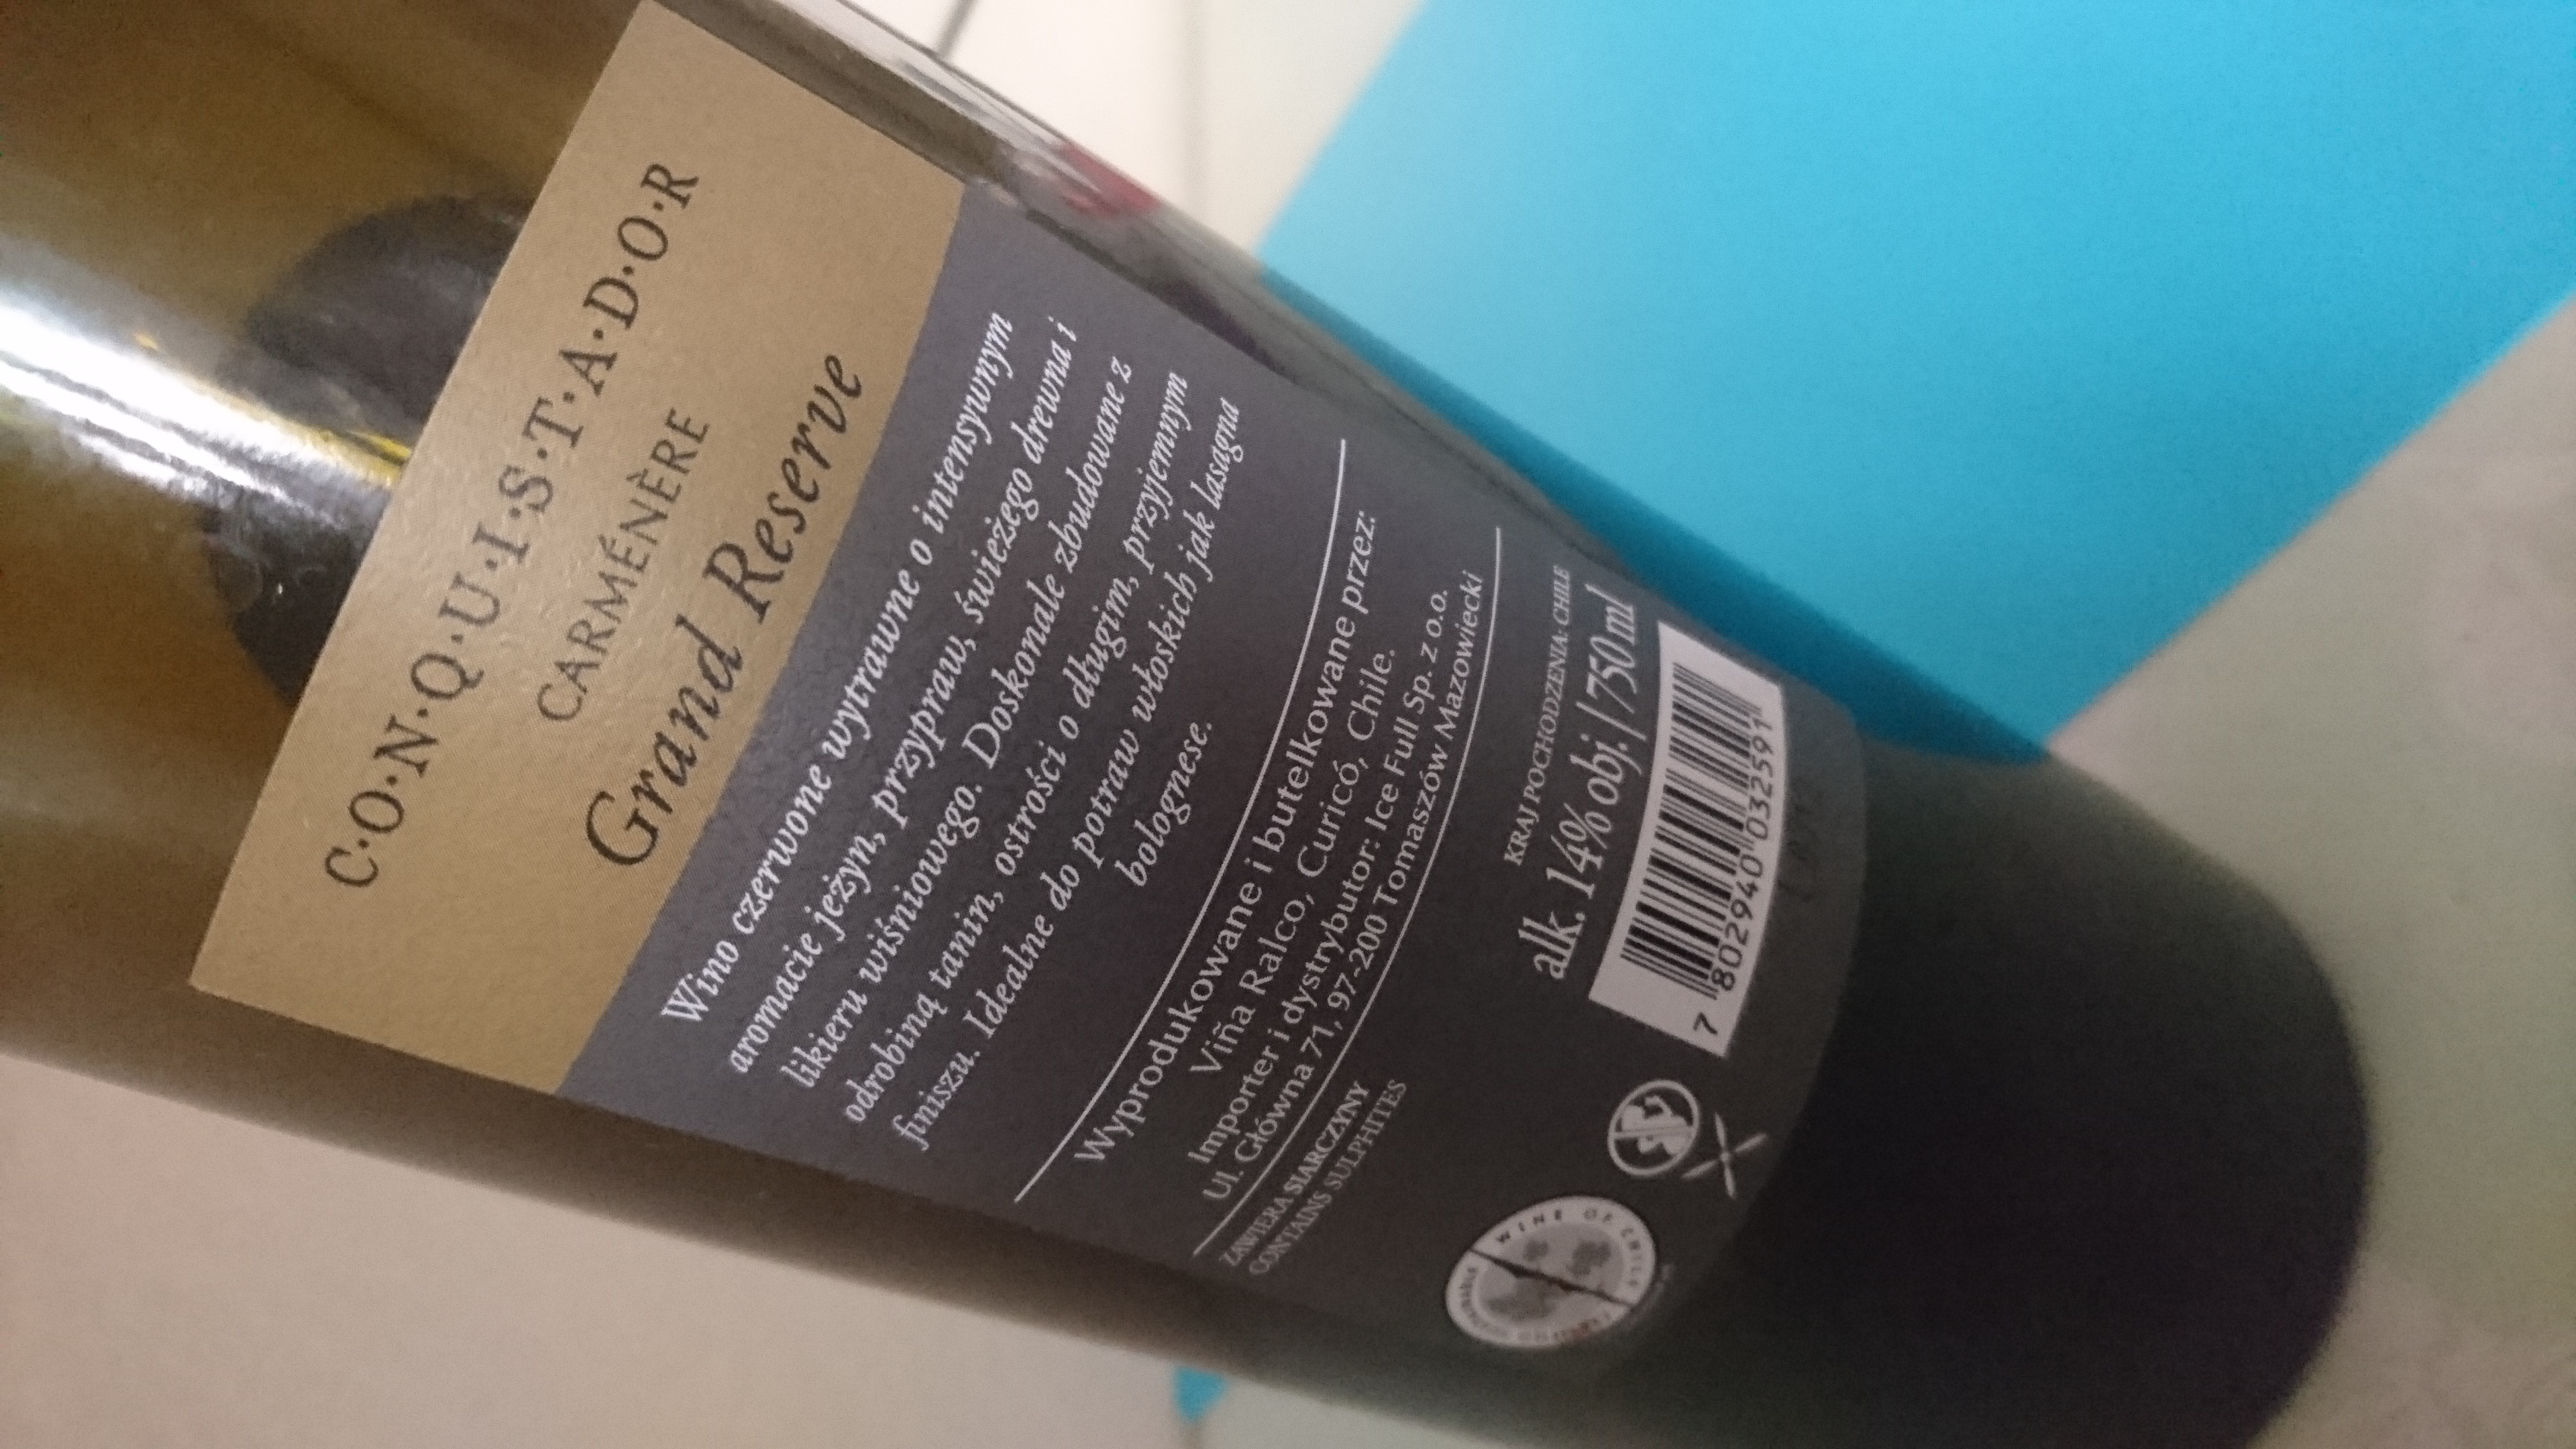 C·O·N·Q·U·I·S·T·A·D·O·R
CARMÉNÈRE
Grand Reserve
Wino czerwone wytrawne o intensywnym
aromacie jeżyn, przypraw, świeżego drewna i
likieru wiśniowego. Doskonale zbudowane z
odrobiną tanin, ostrości o długim, przyjemnym
finiszu. Idealne do potraw włoskich jak lasagna
bolognese.
Wyprodukowane i butelkowane przez:
Viña Ralco, Curicó, Chile.
Importer i dystrybutor: Ice Full Sp. z o.o.
Ul. Główna 71, 97-200 Tomaszów Mazowiecki
ZAWIERA SIARCZYNY
CONTAINS SULPHITES
KRAJ POCHODZENIA: CHILE
alk. 14% obj. | 750 ml
7 802940 032591
WINE OF CHILE